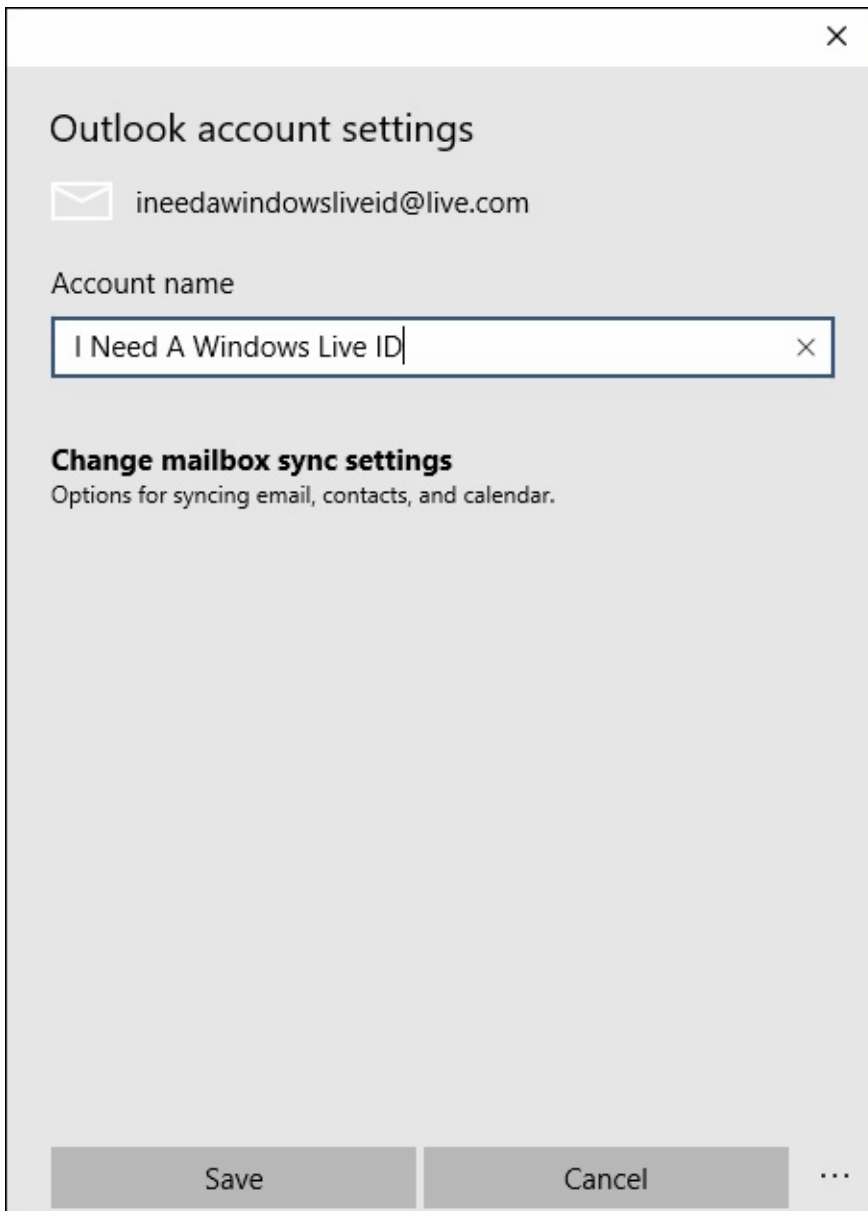 Outlook account settings
ineedawindowsliveid@live.com
Account name
I Need A Windows Live ID
Change mailbox sync settings
Options for syncing email, contacts, and calendar.
Save Cancel ...